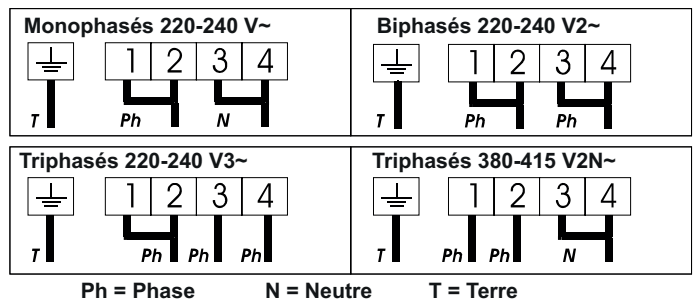 Monophasés 220-240 V~
1 2 3 4
T Ph N
Biphasés 220-240 V2~
1 2 3 4
T Ph Ph
Triphasés 220-240 V3~
1 2 3 4
T Ph Ph Ph
Triphasés 380-415 V2N~
1 2 3 4
T Ph Ph N
Ph = Phase N = Neutre T = Terre